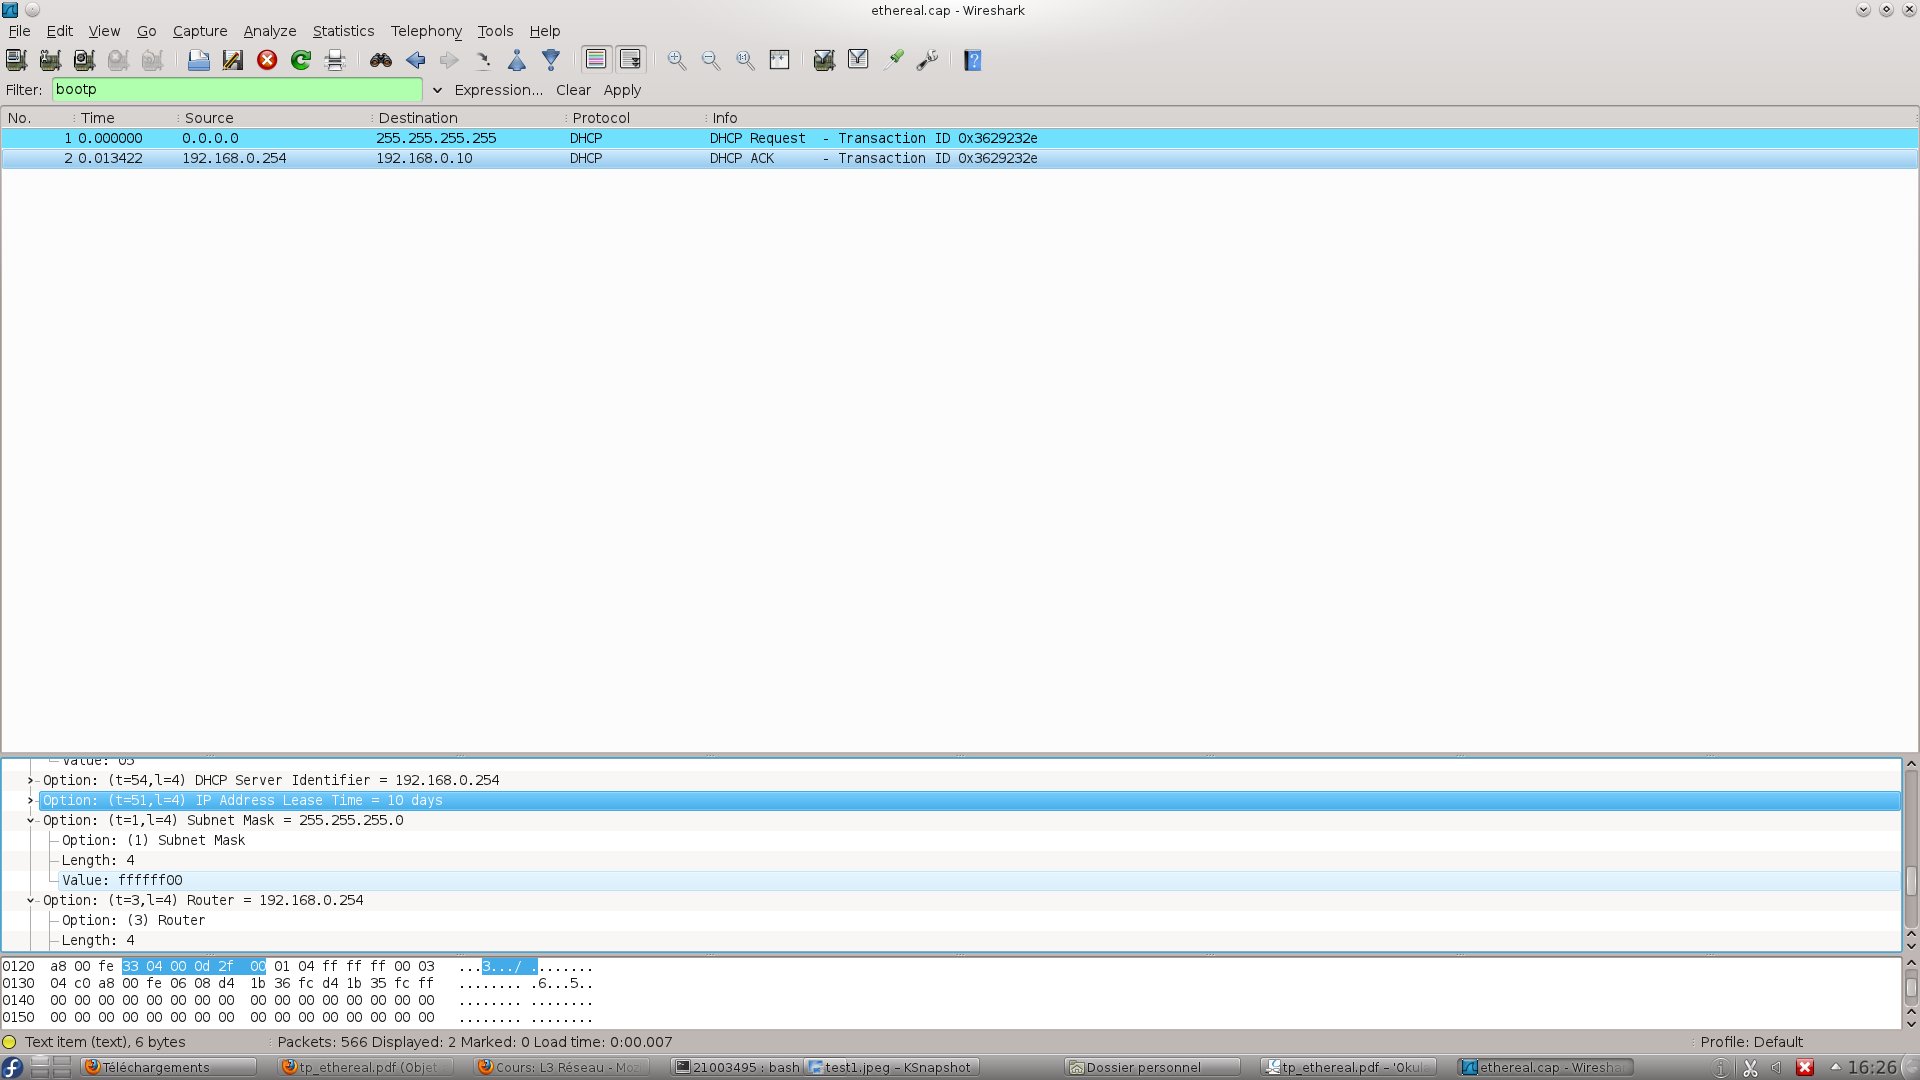 ethereal.cap - Wireshark
File Edit View Go Capture Analyze Statistics Telephony Tools Help
Filter: bootp Expression... Clear Apply
No. Time Source Destination Protocol Info
1 0.000000 0.0.0.0 255.255.255.255 DHCP DHCP Request - Transaction ID 0x3629232e
2 0.013422 192.168.0.254 192.168.0.10 DHCP DHCP ACK - Transaction ID 0x3629232e
Value: 05
Option: (t=54,l=4) DHCP Server Identifier = 192.168.0.254
Option: (t=51,l=4) IP Address Lease Time = 10 days
Option: (t=1,l=4) Subnet Mask = 255.255.255.0
Option: (1) Subnet Mask
Length: 4
Value: ffffff00
Option: (t=3,l=4) Router = 192.168.0.254
Option: (3) Router
Length: 4
0120 a8 00 fe 33 04 00 0d 2f 00 01 04 ff ff ff 00 03 ...3.../ ........
0130 04 c0 a8 00 fe 06 08 d4 1b 36 fc d4 1b 35 fc ff ........ .6...5..
0140 00 00 00 00 00 00 00 00 00 00 00 00 00 00 00 00 ........ ........
0150 00 00 00 00 00 00 00 00 00 00 00 00 00 00 00 00 ........ ........
Text item (text), 6 bytes Packets: 566 Displayed: 2 Marked: 0 Load time: 0:00.007 Profile: Default
Téléchargements tp_ethereal.pdf (Objet Cours: L3 Réseau - Moz 21003495 : bash test1.jpeg – KSnapshot Dossier personnel tp_ethereal.pdf – 'Okula ethereal.cap - Wiresha 16:26